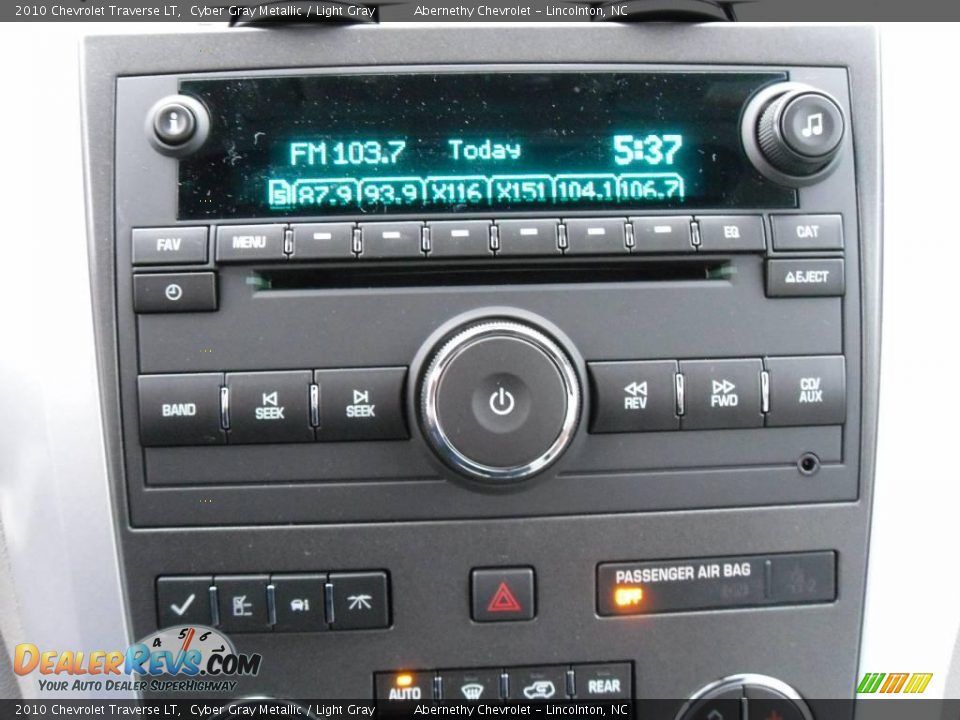 2010 Chevrolet Traverse LT, Cyber Gray Metallic / Light Gray Abernethy Chevrolet - Lincolnton, NC
i
FM 103.7 Today 5:37
S 87.9 93.9 X116 X151 104.1 106.7
FAV MENU EQ CAT
EJECT
BAND SEEK SEEK REV FWD CD/
AUX
PASSENGER AIR BAG
OFF
4 5 6
DEALERREVS.COM
YOUR AUTO DEALER SUPERHIGHWAY
AUTO REAR
2010 Chevrolet Traverse LT, Cyber Gray Metallic / Light Gray Abernethy Chevrolet - Lincolnton, NC